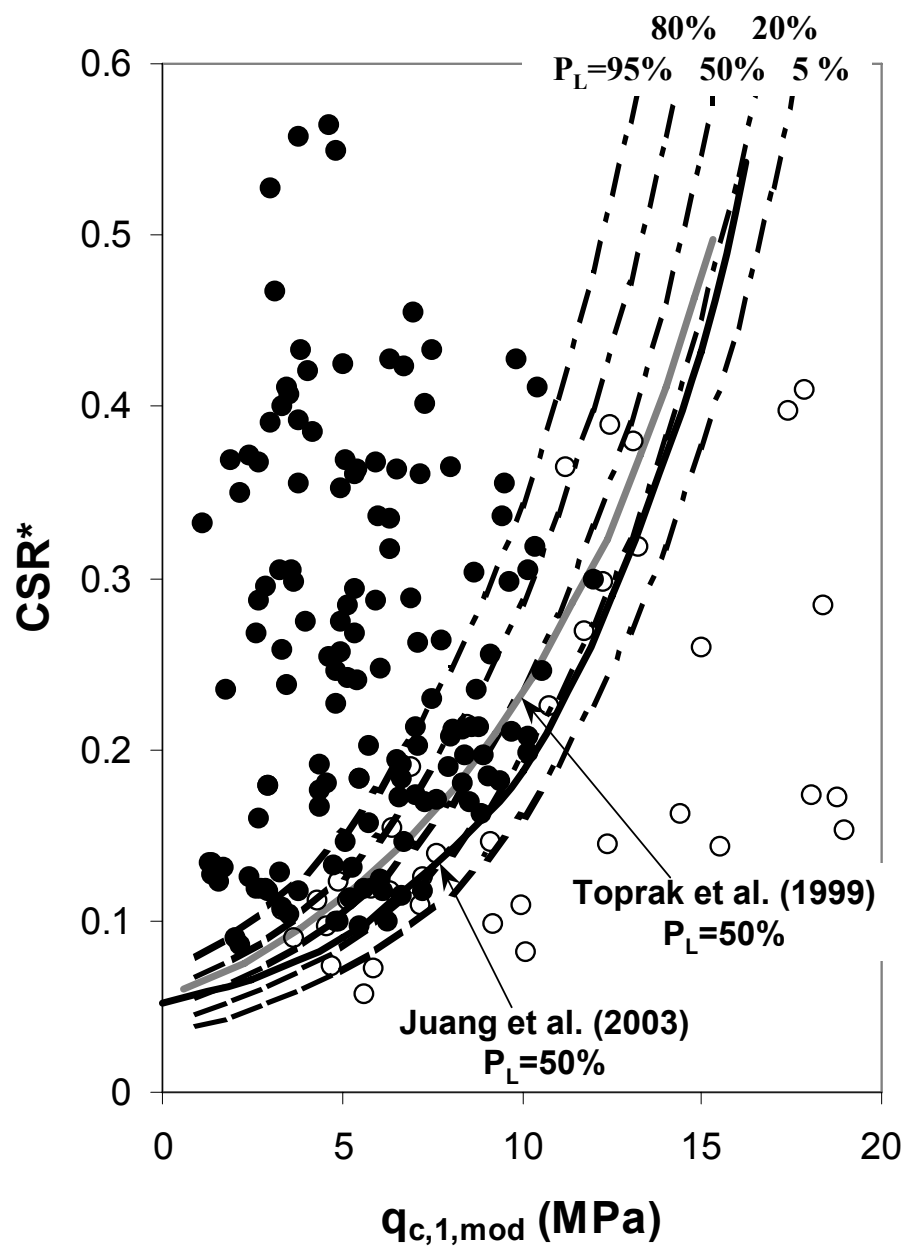 80% 20%
P_L=95% 50% 5 %
0.6
0.5
0.4
0.3
0.2
0.1
0
CSR*
Toprak et al. (1999)
P_L=50%
Juang et al. (2003)
P_L=50%
0 5 10 15 20
q_c,1,mod (MPa)